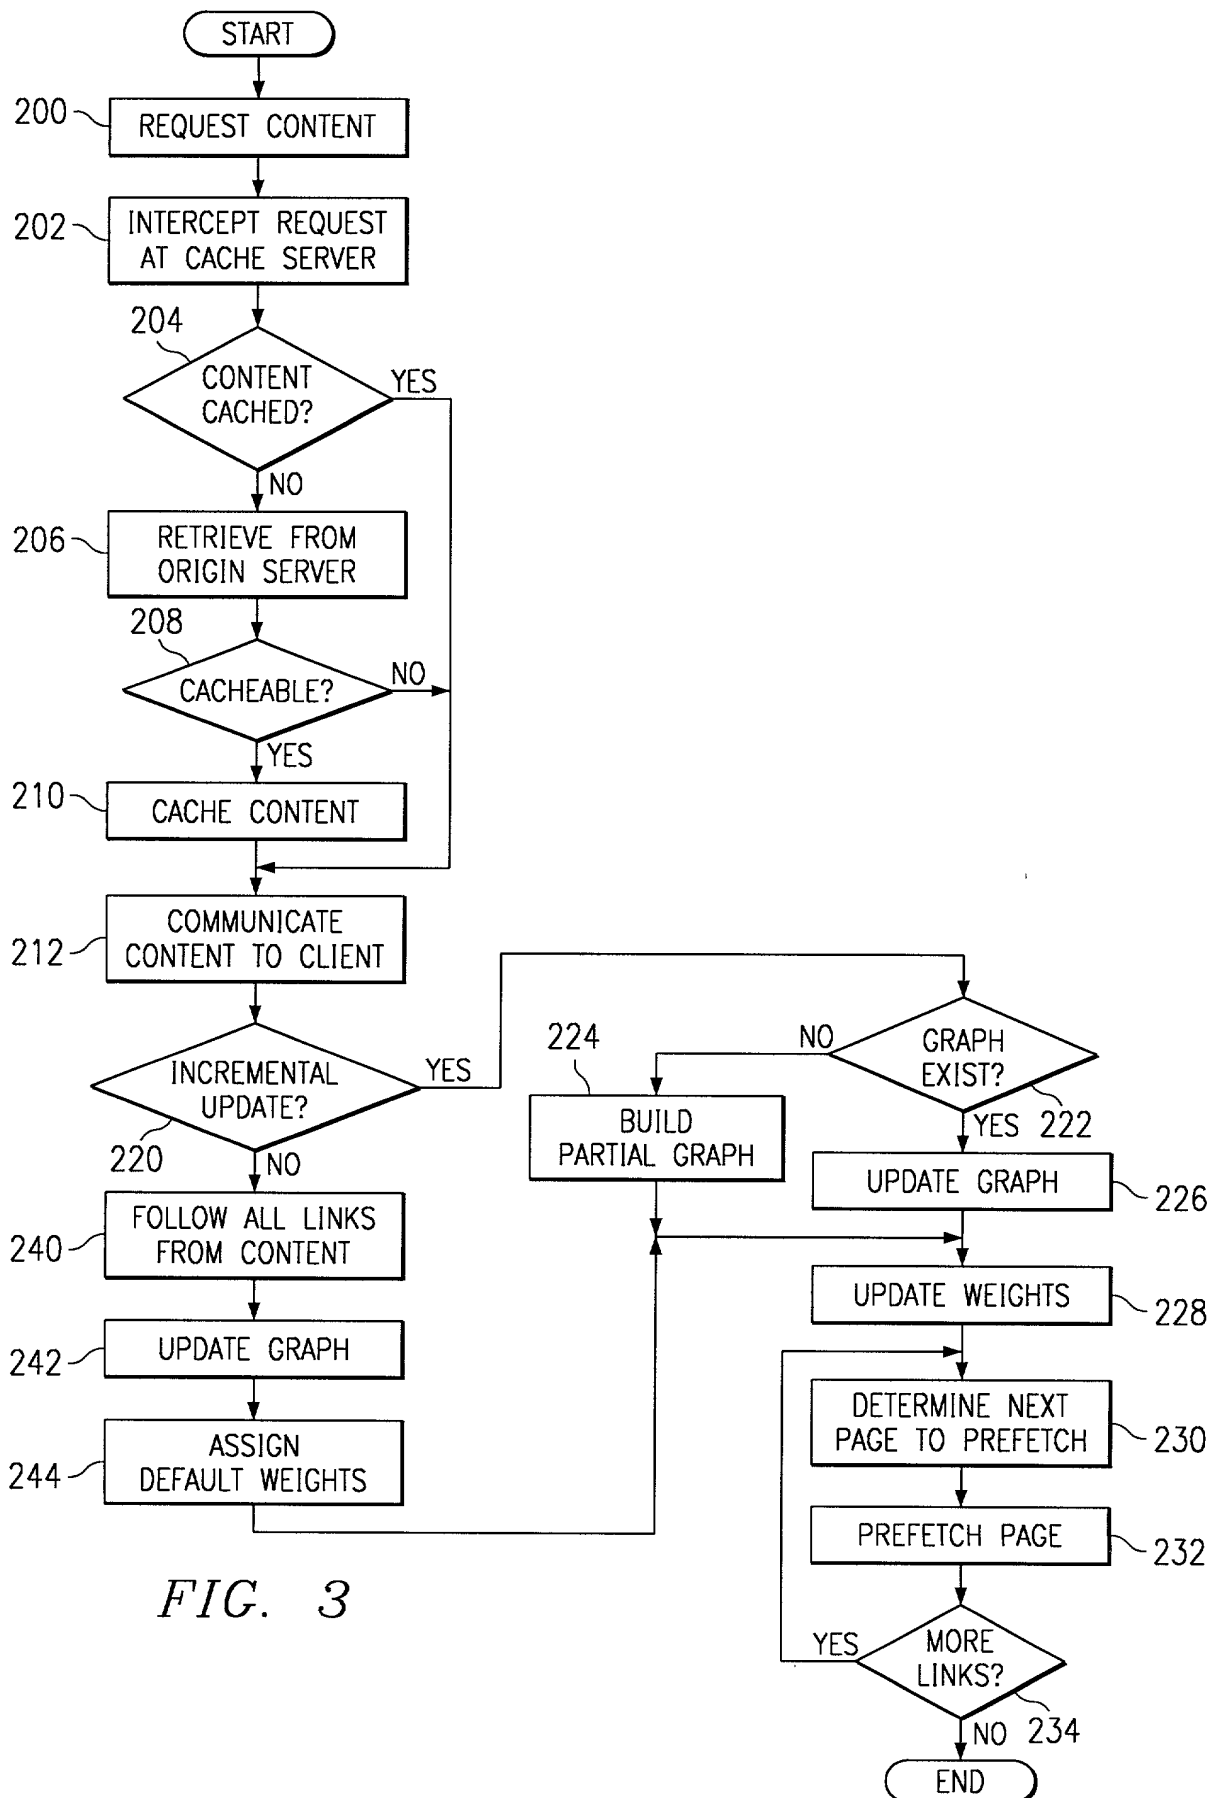 START
200
REQUEST CONTENT
202
INTERCEPT REQUEST
AT CACHE SERVER
204
CONTENT
CACHED?
YES
NO
206
RETRIEVE FROM
ORIGIN SERVER
208
CACHEABLE?
NO
YES
210
CACHE CONTENT
212
COMMUNICATE
CONTENT TO CLIENT
INCREMENTAL
UPDATE?
YES
220
NO
240
FOLLOW ALL LINKS
FROM CONTENT
242
UPDATE GRAPH
244
ASSIGN
DEFAULT WEIGHTS
GRAPH
EXIST?
NO
222
YES
224
BUILD
PARTIAL GRAPH
UPDATE GRAPH
226
UPDATE WEIGHTS
228
DETERMINE NEXT
PAGE TO PREFETCH
230
PREFETCH PAGE
232
MORE
LINKS?
YES
234
NO
END
FIG. 3